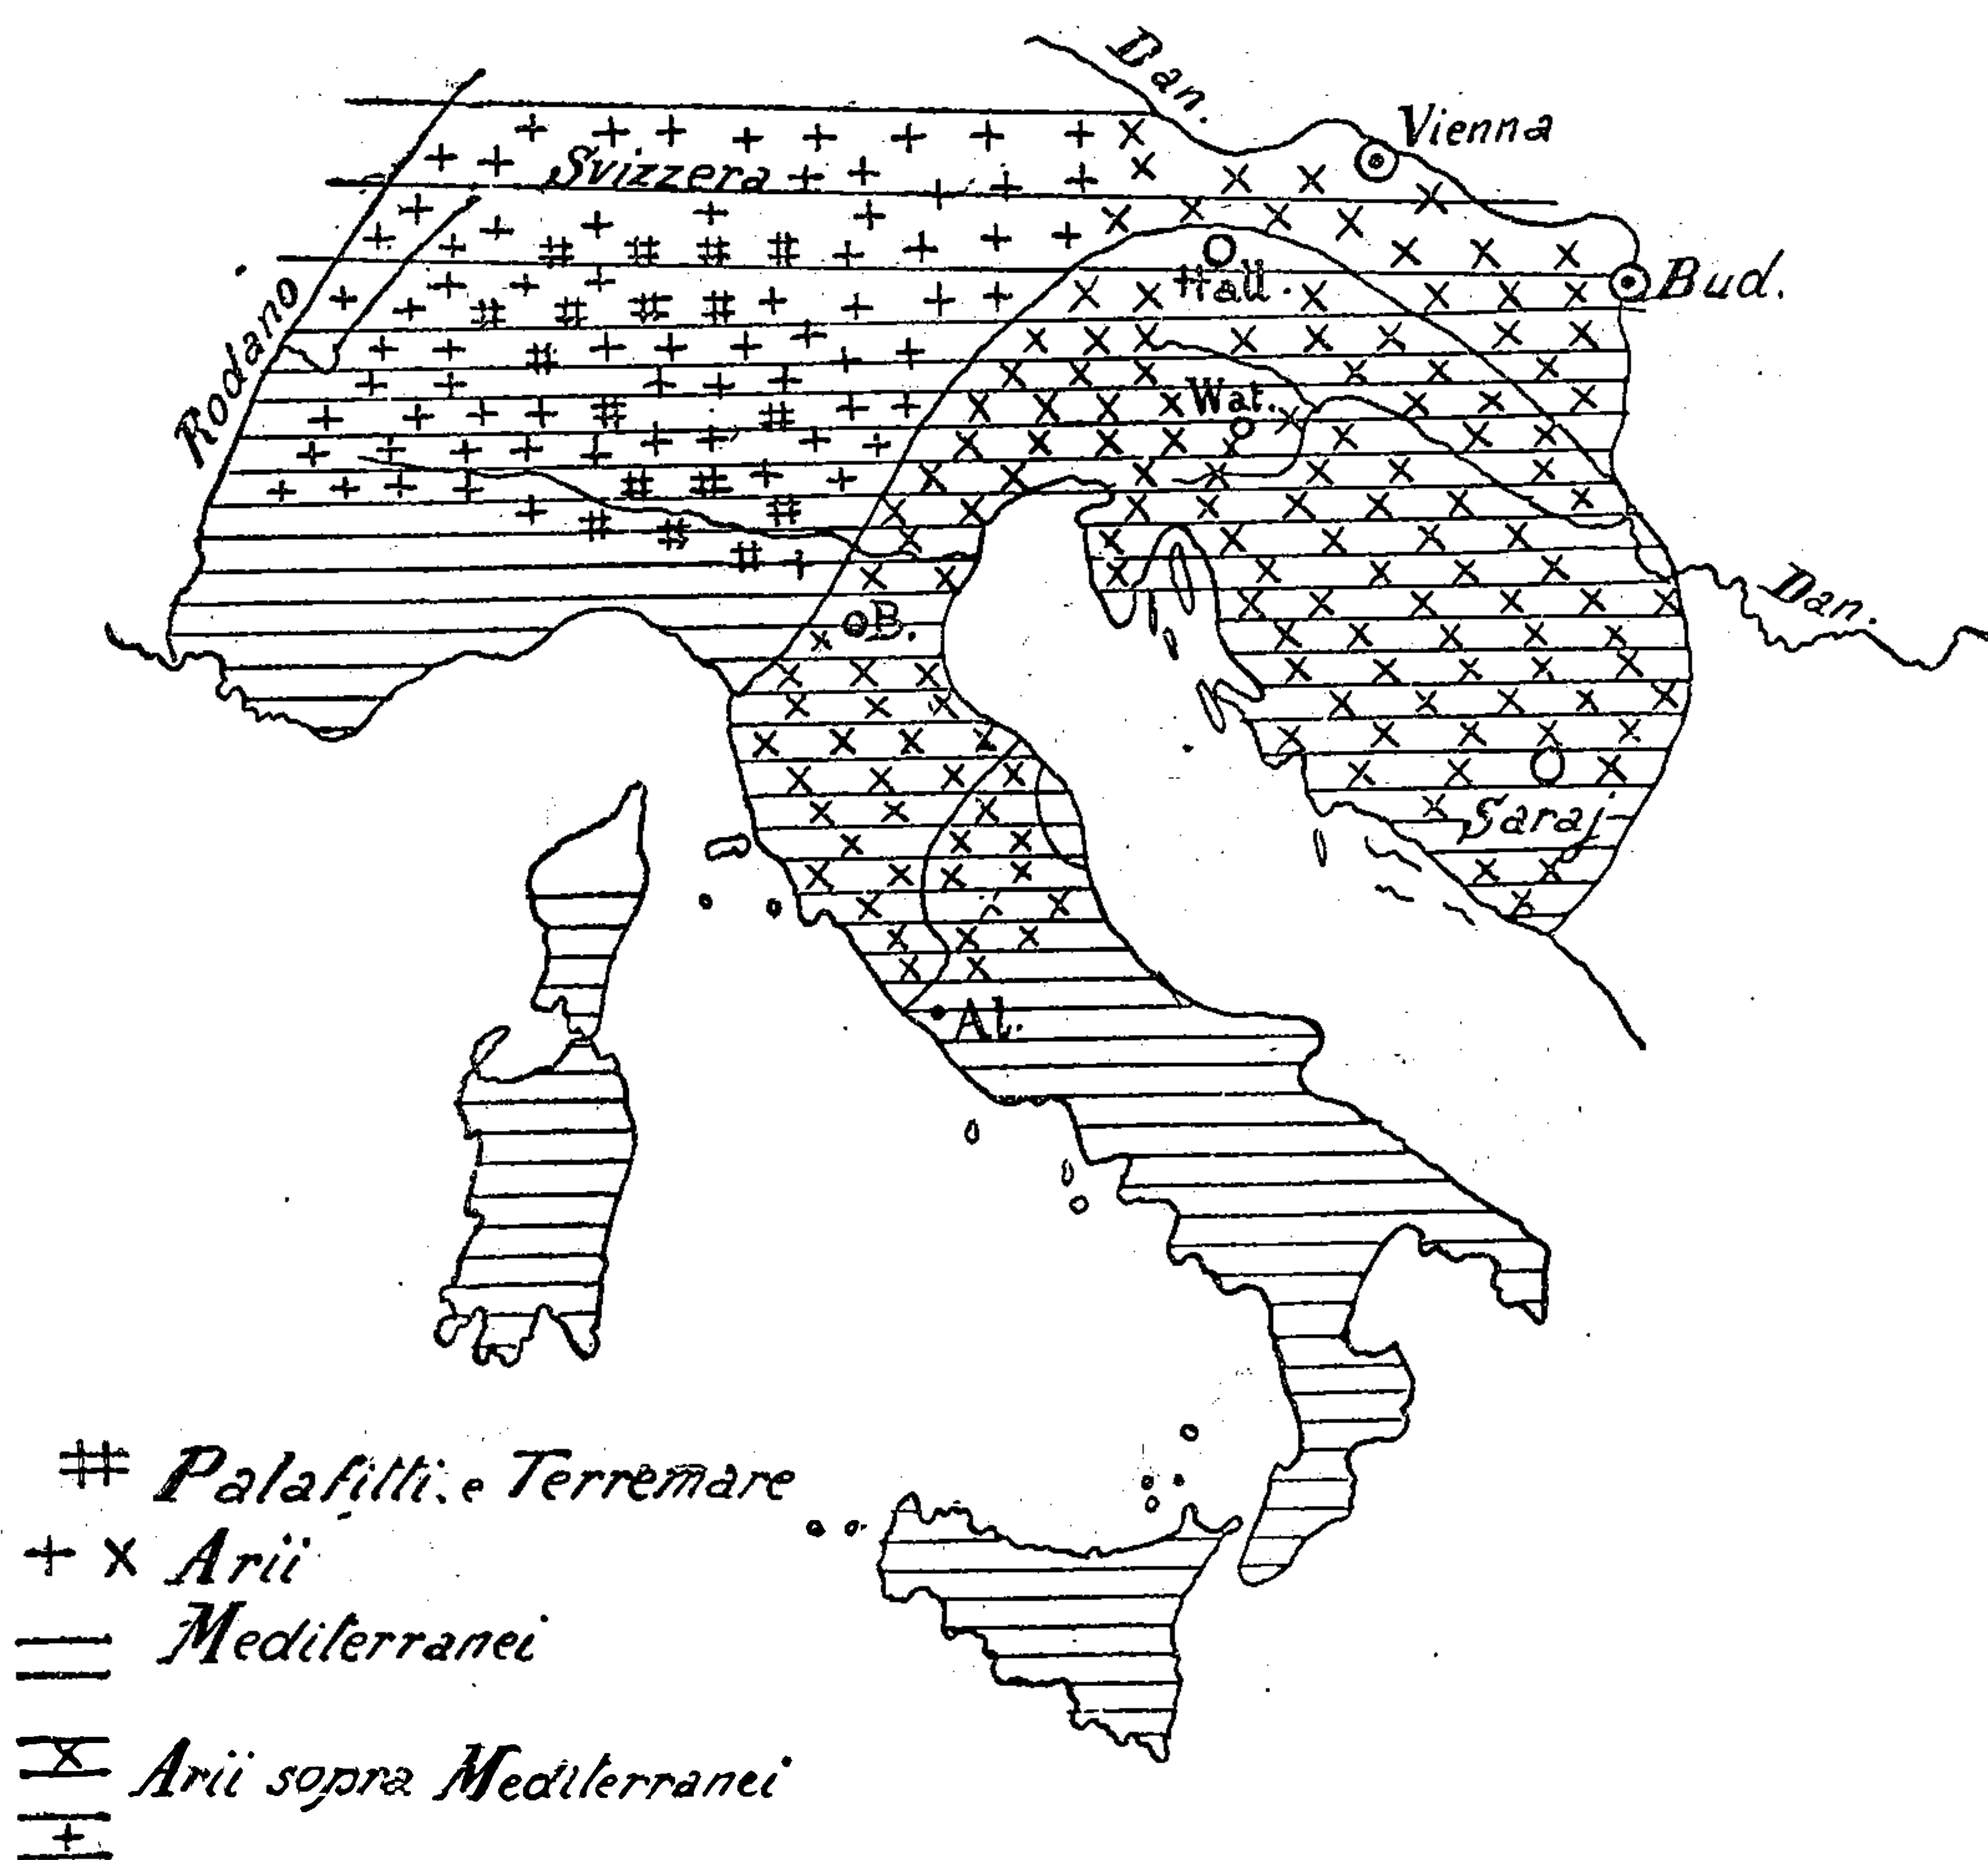 Dan.
Vienna
Svizzera
Hall.
Bud.
Rodano
Wat.
Dan.
B.
Saraj
Al.
Palafitti. e Terremare
+ x Arii
Mediterranei
Arii sopra Mediterranei